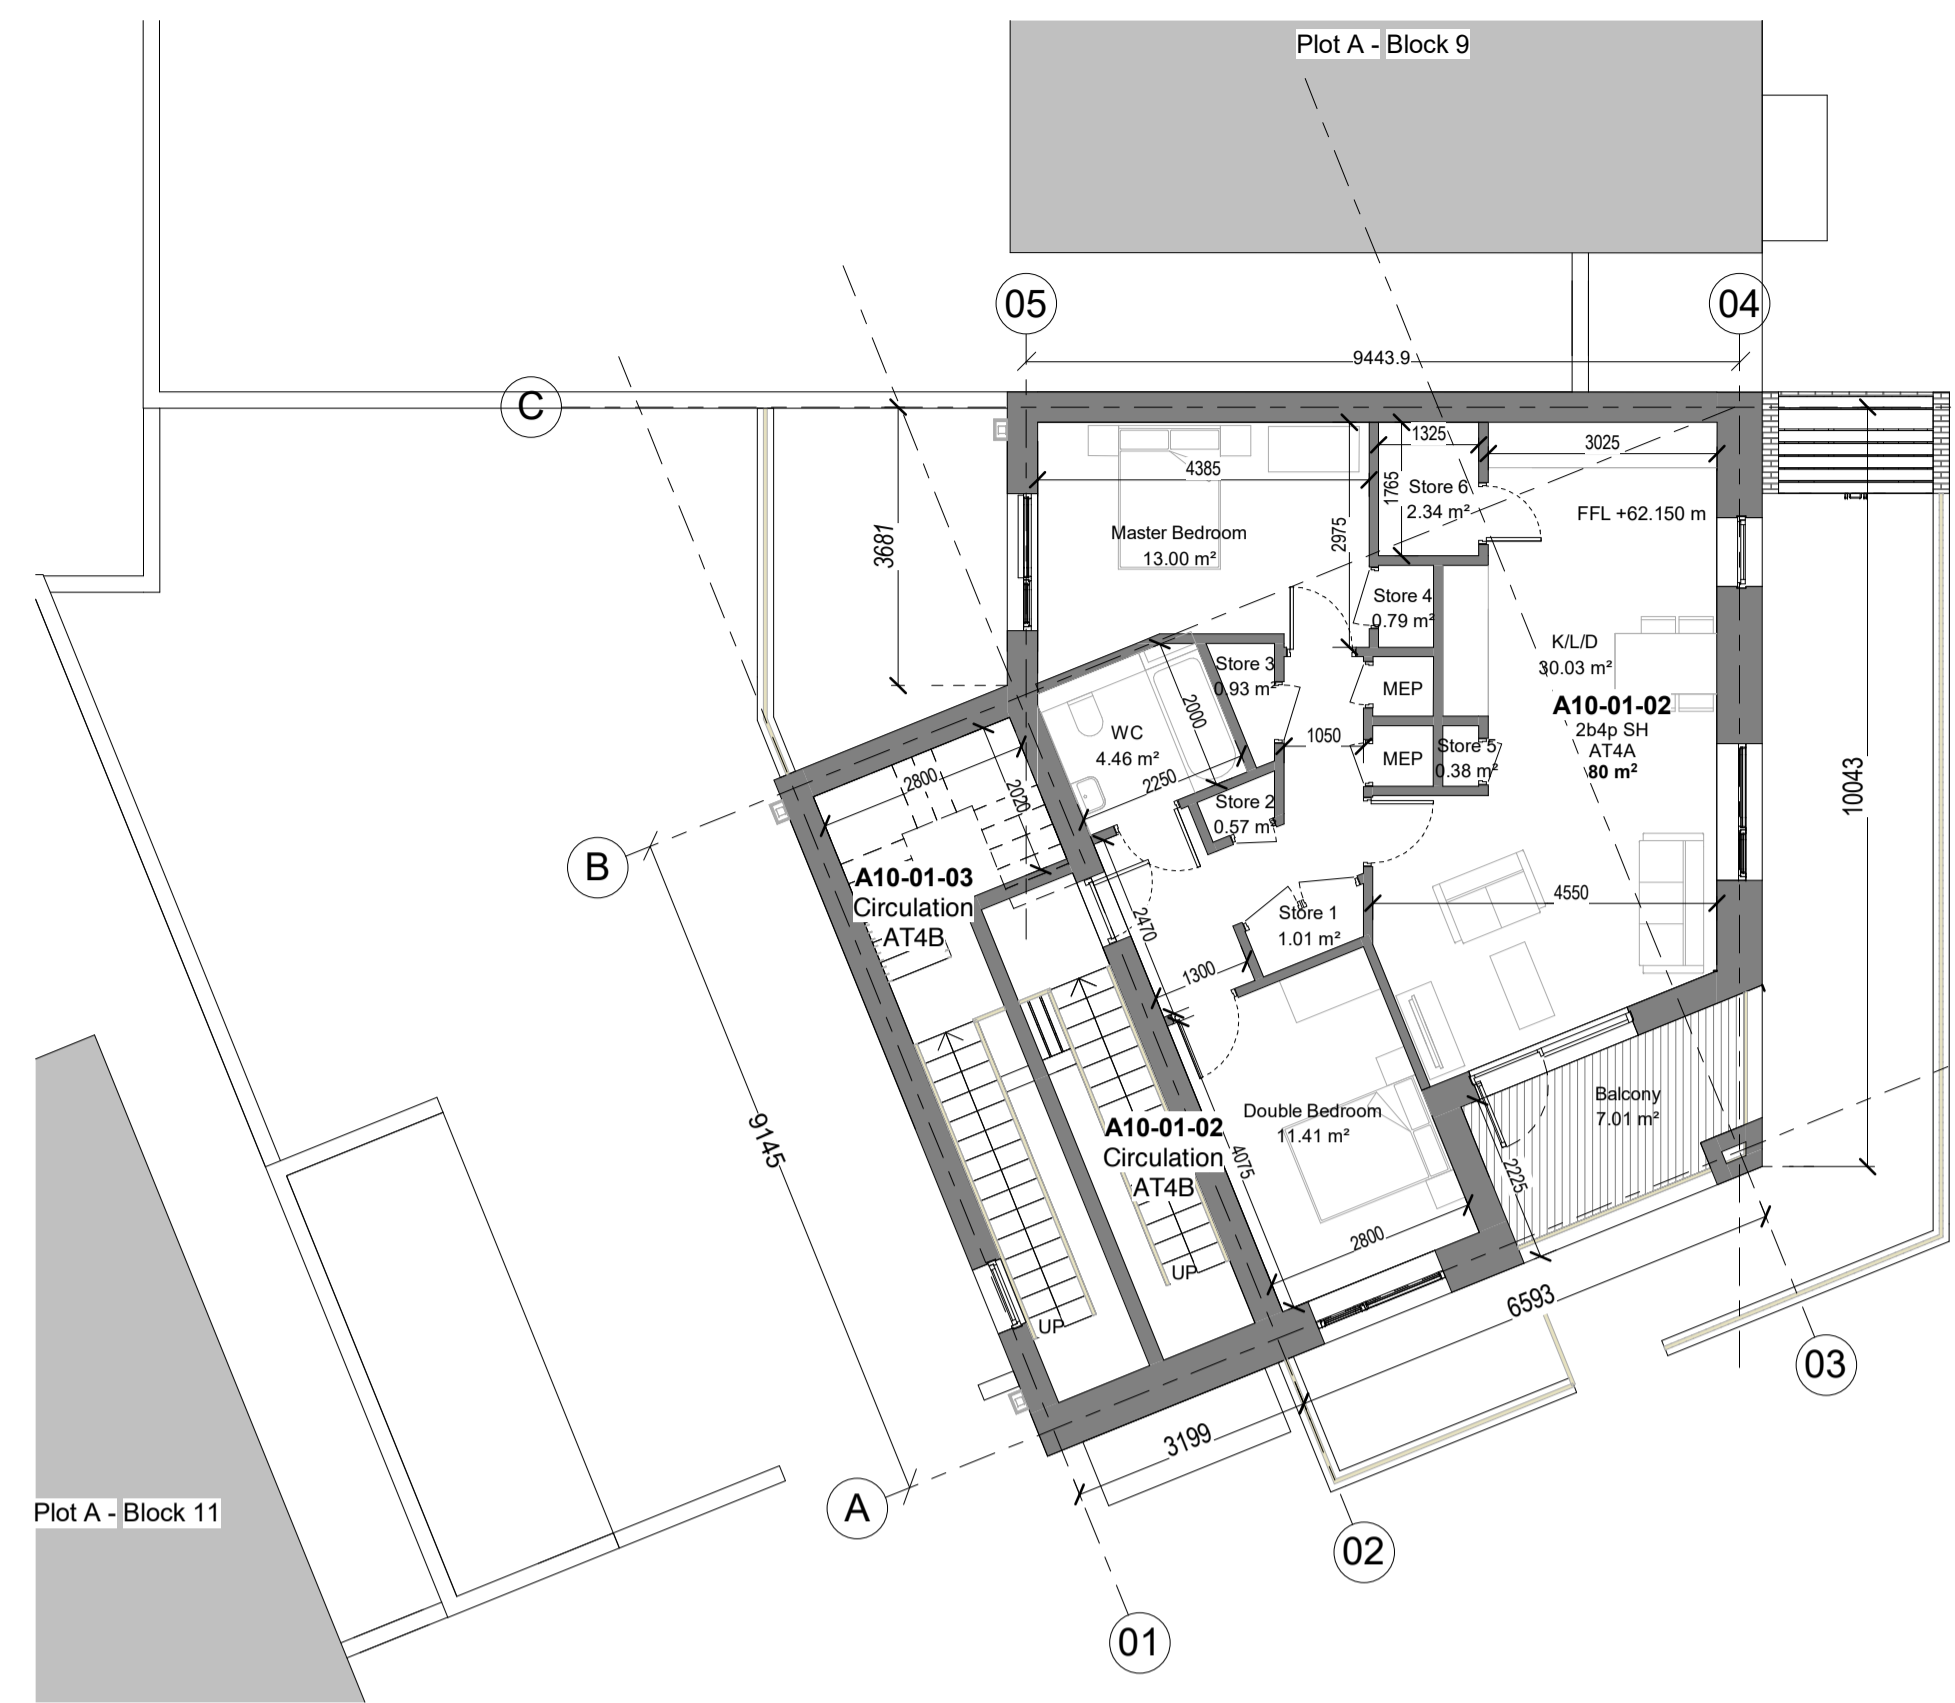 Plot A - Block 9
05
04
9443.9
C
1325
3025
4385
Store 6
2.34 m²
1765
FFL +62.150 m
Master Bedroom
13.00 m²
2975
3681
Store 4
0.79 m²
K/L/D
30.03 m²
Store 3
0.93 m²
MEP
A10-01-02
2b4p SH
AT4A
80 m²
2000
WC
4.46 m²
1050
MEP
Store 5
0.38 m²
2800
2020
2250
Store 2
0.57 m²
10043
B
A10-01-03
Circulation
AT4B
2470
Store 1
1.01 m²
4550
1300
Balcony
7.01 m²
Double Bedroom
11.41 m²
A10-01-02
Circulation
AT4B
9145
4075
2225
2800
UP
UP
6593
03
3199
A
Plot A - Block 11
02
01